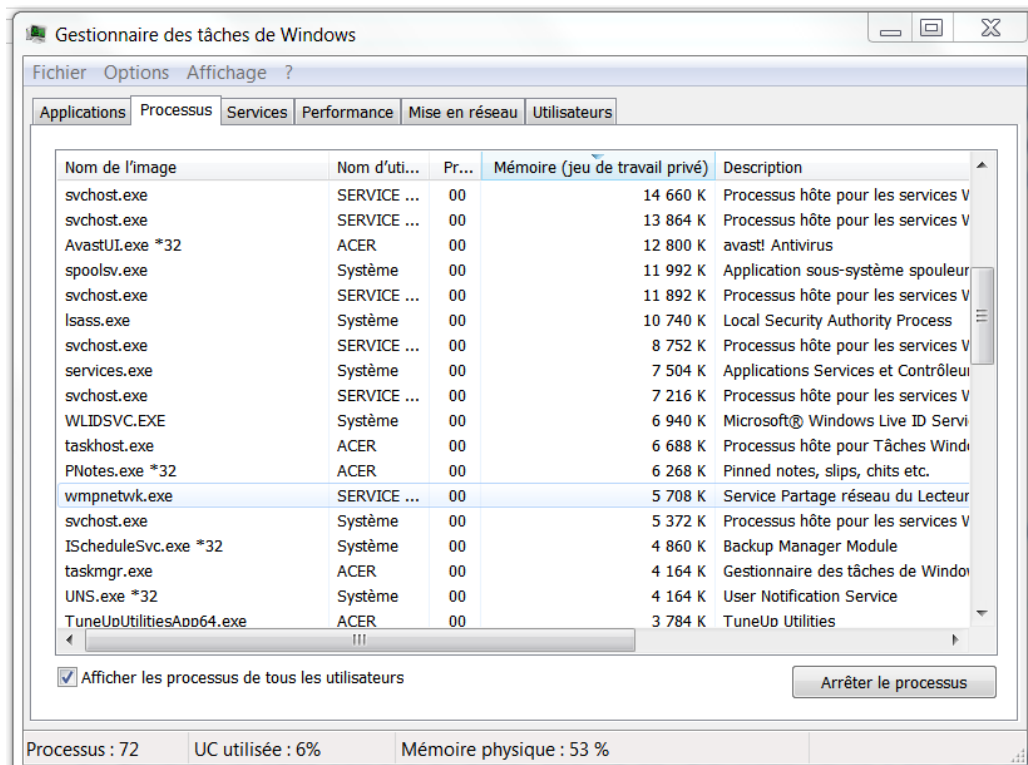 Gestionnaire des tâches de Windows
Fichier Options Affichage ?
Applications Processus Services Performance Mise en réseau Utilisateurs
Nom de l'image Nom d'uti... Pr... Mémoire (jeu de travail privé) Description
svchost.exe SERVICE ... 00 14 660 K Processus hôte pour les services W
svchost.exe SERVICE ... 00 13 864 K Processus hôte pour les services W
AvastUI.exe *32 ACER 00 12 800 K avast! Antivirus
spoolsv.exe Système 00 11 992 K Application sous-système spouleur
svchost.exe SERVICE ... 00 11 892 K Processus hôte pour les services W
lsass.exe Système 00 10 740 K Local Security Authority Process
svchost.exe SERVICE ... 00 8 752 K Processus hôte pour les services W
services.exe Système 00 7 504 K Applications Services et Contrôleur
svchost.exe SERVICE ... 00 7 216 K Processus hôte pour les services W
WLIDSVC.EXE Système 00 6 940 K Microsoft® Windows Live ID Servi
taskhost.exe ACER 00 6 688 K Processus hôte pour Tâches Windo
PNotes.exe *32 ACER 00 6 268 K Pinned notes, slips, chits etc.
wmpnetwk.exe SERVICE ... 00 5 708 K Service Partage réseau du Lecteur
svchost.exe Système 00 5 372 K Processus hôte pour les services W
IScheduleSvc.exe *32 Système 00 4 860 K Backup Manager Module
taskmgr.exe ACER 00 4 164 K Gestionnaire des tâches de Window
UNS.exe *32 Système 00 4 164 K User Notification Service
TuneUpUtilitiesApp64.exe ACER 00 3 784 K TuneUp Utilities
Afficher les processus de tous les utilisateurs
Arrêter le processus
Processus : 72 UC utilisée : 6% Mémoire physique : 53 %